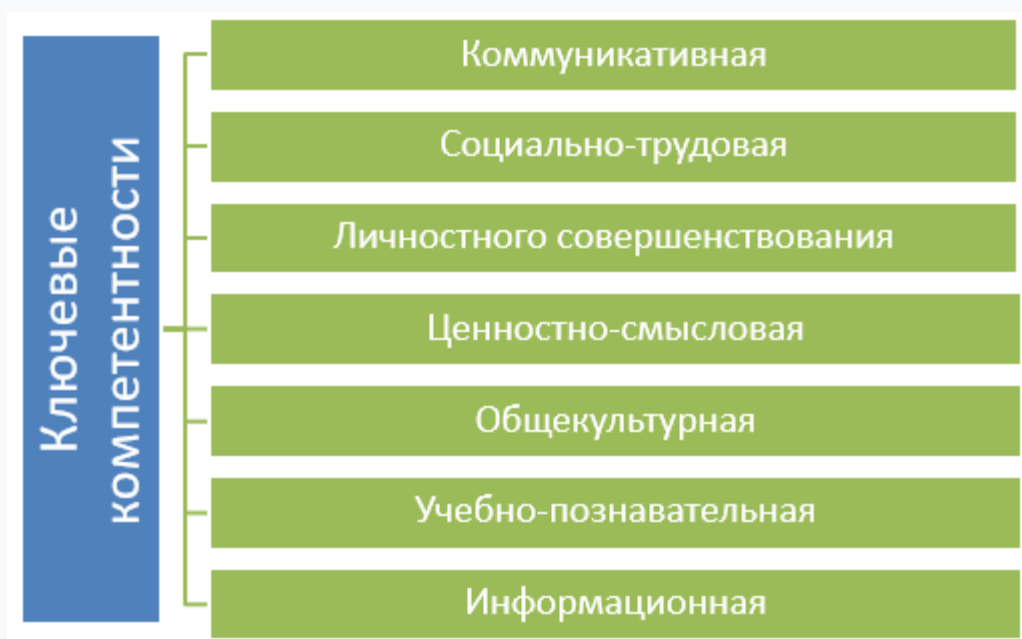 Ключевые
компетентности
Коммуникативная
Социально-трудовая
Личностного совершенствования
Ценностно-смысловая
Общекультурная
Учебно-познавательная
Информационная